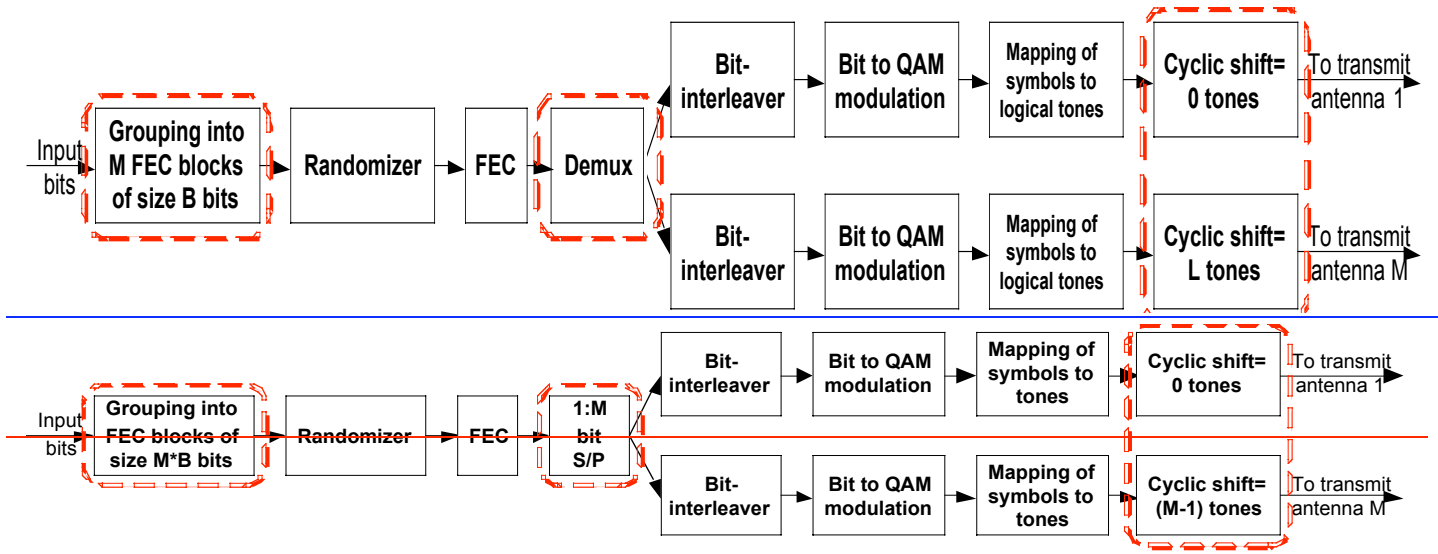 Input
bits
Grouping into
M FEC blocks
of size B bits
Randomizer
FEC
Demux
Bit-
interleaver
Bit to QAM
modulation
Mapping of
symbols to
logical tones
Cyclic shift=
0 tones
To transmit
antenna 1
Bit-
interleaver
Bit to QAM
modulation
Mapping of
symbols to
logical tones
Cyclic shift=
L tones
To transmit
antenna M
Input
bits
Grouping into
FEC blocks of
size M*B bits
Randomizer
FEC
1:M
bit
S/P
Bit-
interleaver
Bit to QAM
modulation
Mapping of
symbols to
tones
Cyclic shift=
0 tones
To transmit
antenna 1
Bit-
interleaver
Bit to QAM
modulation
Mapping of
symbols to
tones
Cyclic shift=
(M-1) tones
To transmit
antenna M